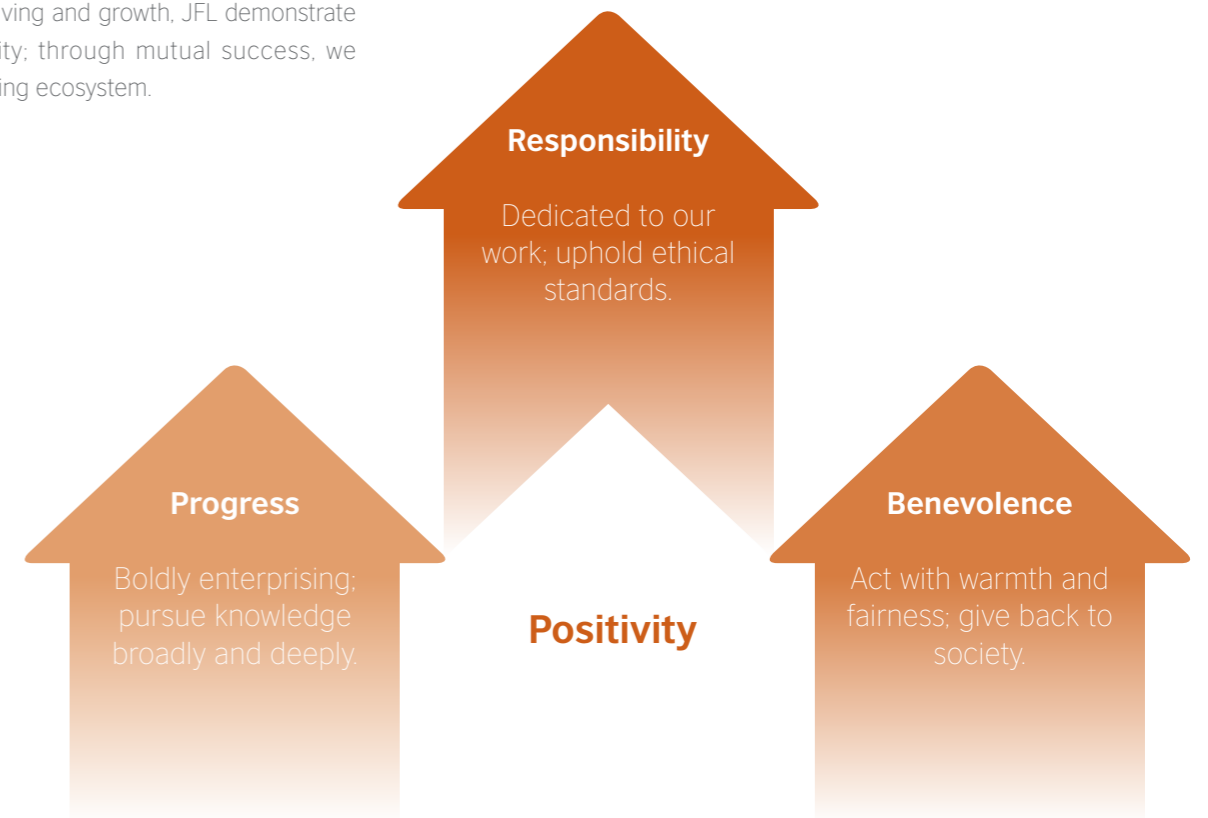 ving and growth, JFL demonstrate
ity; through mutual success, we
ing ecosystem.
Responsibility
Dedicated to our
work; uphold ethical
standards.
Progress
Boldly enterprising;
pursue knowledge
broadly and deeply.
Positivity
Benevolence
Act with warmth and
fairness; give back to
society.